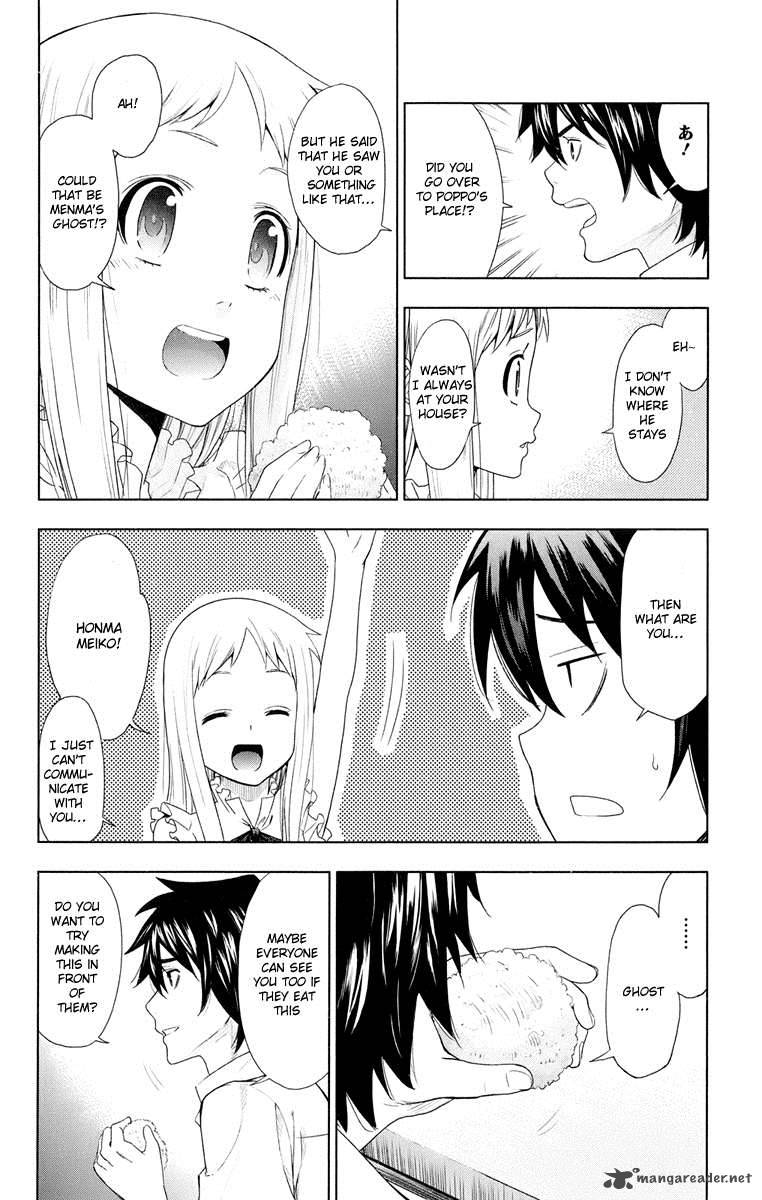 あ！
DID YOU
GO OVER
TO POPPO'S
PLACE!?
EH~
I DON'T
KNOW
WHERE
HE
STAYS
WASN'T
I ALWAYS
AT YOUR
HOUSE?
BUT HE SAID
THAT HE SAW
YOU OR
SOMETHING
LIKE THAT...
AH!
COULD
THAT BE
MENMA'S
GHOST!?
THEN
WHAT ARE
YOU...
HONMA
MEIKO!
I JUST
CAN'T
COMMU-
NICATE
WITH
YOU...
......
GHOST
...
MAYBE
EVERYONE
CAN SEE
YOU TOO IF
THEY EAT
THIS
DO YOU
WANT TO
TRY
MAKING
THIS IN
FRONT
OF
THEM?
mangareader.net